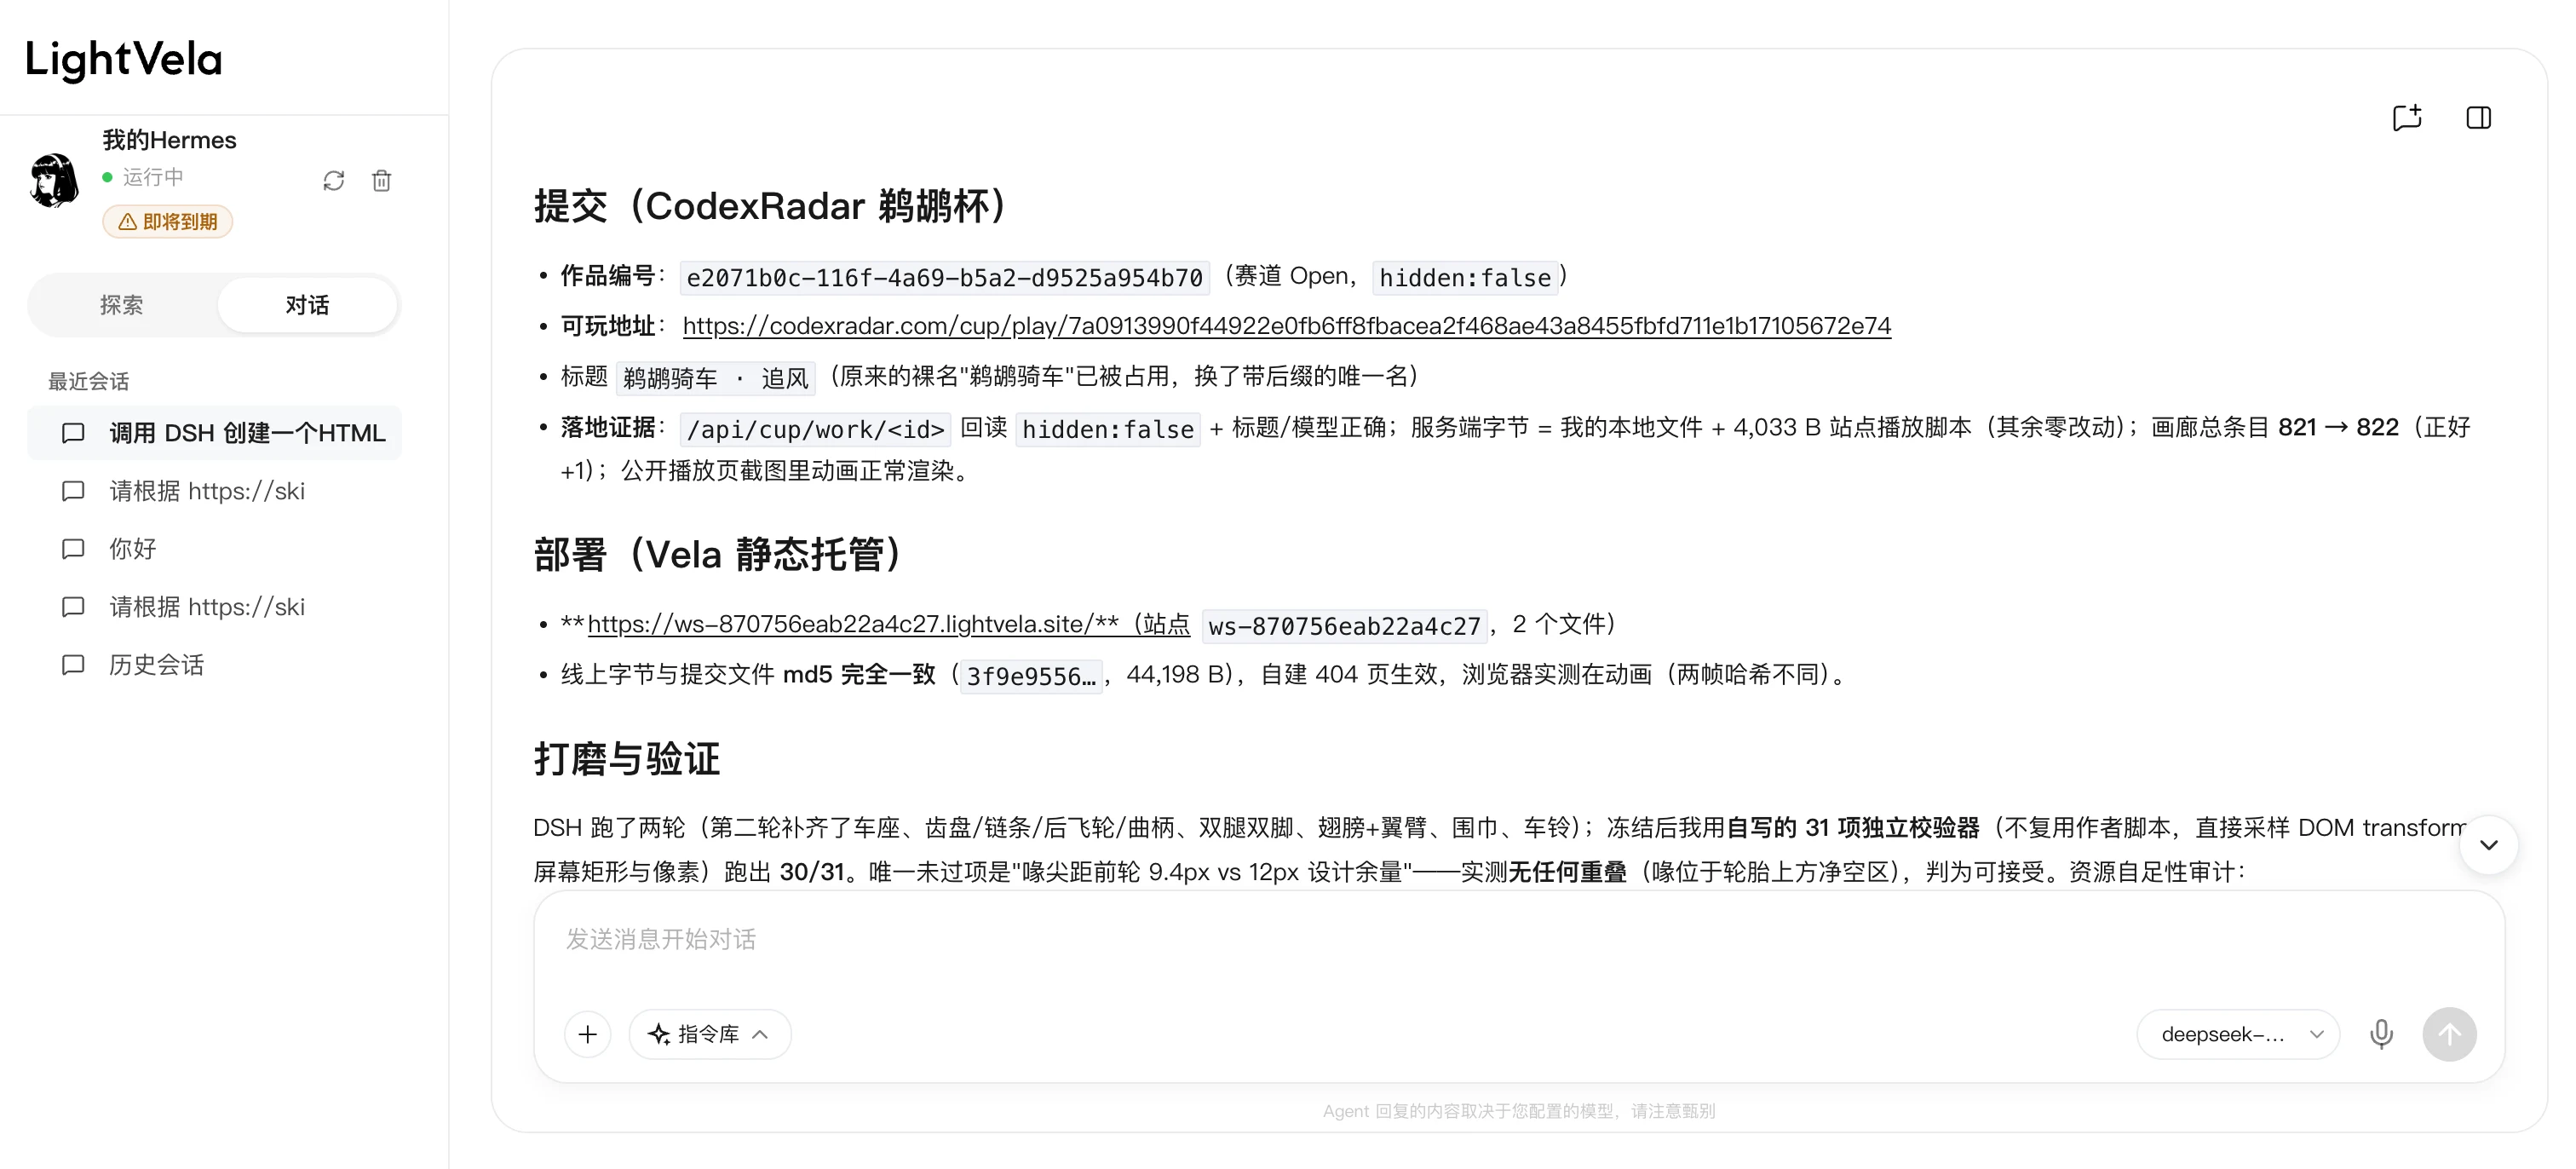 LightVela
我的Hermes
运行中
即将到期
探索
对话
最近会话
调用 DSH 创建一个HTML
请根据 https://ski
你好
请根据 https://ski
历史会话
提交（CodexRadar 鹈鹕杯）
• 作品编号： e2071b0c-116f-4a69-b5a2-d9525a954b70 （赛道 Open， hidden:false）
• 可玩地址： https://codexradar.com/cup/play/7a0913990f44922e0fb6ff8fbacea2f468ae43a8455fbfd711e1b17105672e74
• 标题 鹈鹕骑车 · 追风 （原来的裸名"鹈鹕骑车"已被占用，换了带后缀的唯一名）
• 落地证据： /api/cup/work/<id> 回读 hidden:false + 标题/模型正确；服务端字节 = 我的本地文件 + 4,033 B 站点播放脚本（其余零改动）；画廊总条目 821 → 822（正好
+1）；公开播放页截图里动画正常渲染。
部署（Vela 静态托管）
• **https://ws-870756eab22a4c27.lightvela.site/**（站点 ws-870756eab22a4c27，2 个文件）
• 线上字节与提交文件 md5 完全一致（3f9e9556…，44,198 B），自建 404 页生效，浏览器实测在动画（两帧哈希不同）。
打磨与验证
DSH 跑了两轮（第二轮补齐了车座、齿盘/链条/后飞轮/曲柄、双腿双脚、翅膀+翼臂、围巾、车铃）；冻结后我用自写的 31 项独立校验器（不复用作者脚本，直接采样 DOM transform
屏幕矩形与像素）跑出 30/31。唯一未过项是"喙尖距前轮 9.4px vs 12px 设计余量"——实测无任何重叠（喙位于轮胎上方净空区），判为可接受。资源自足性审计：
发送消息开始对话
指令库
deepseek-...
Agent 回复的内容取决于您配置的模型，请注意甄别